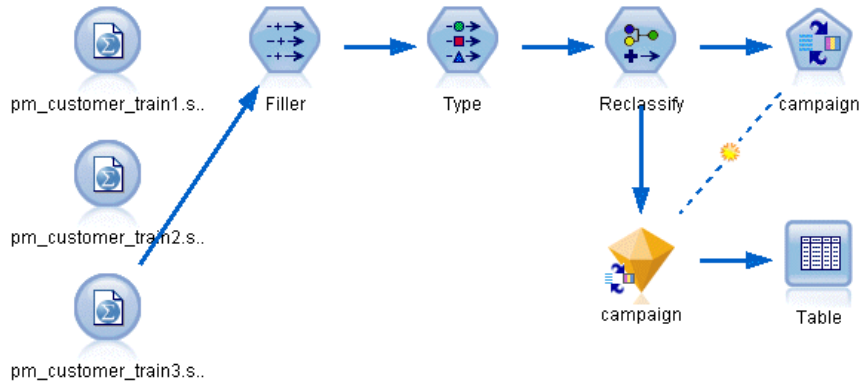 pm_customer_train1.s..
Filler
Type
Reclassify
campaign
pm_customer_train2.s..
campaign
Table
pm_customer_train3.s..